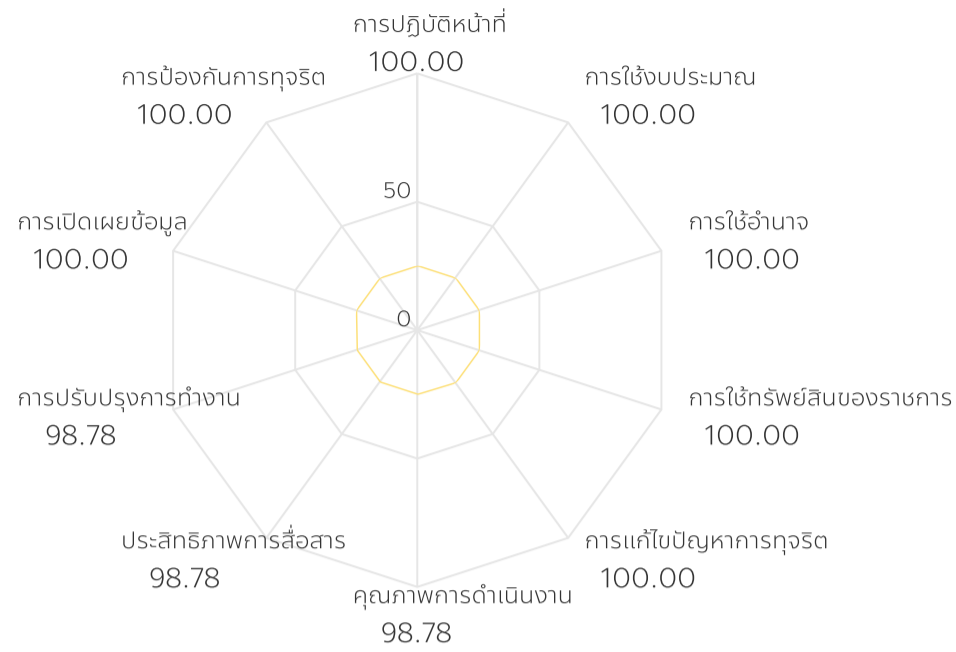 การปฏิบัติหน้าที่
100.00
การป้องกันการทุจริต
100.00
การใช้งบประมาณ
100.00
50
การเปิดเผยข้อมูล
100.00
การใช้อำนาจ
100.00
0
การปรับปรุงการทำงาน
98.78
การใช้ทรัพย์สินของราชการ
100.00
ประสิทธิภาพการสื่อสาร
98.78
การแก้ไขปัญหาการทุจริต
100.00
คุณภาพการดำเนินงาน
98.78